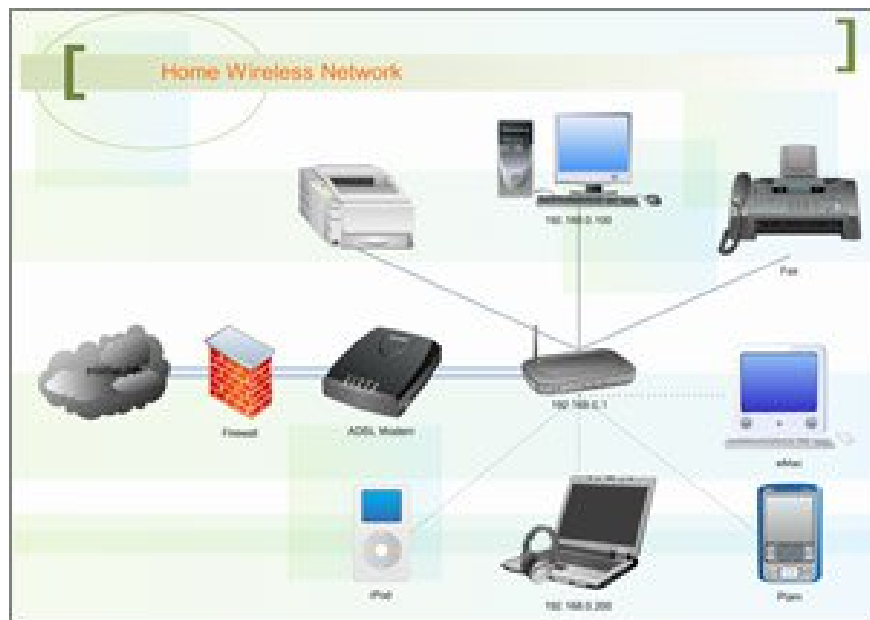 Home Wireless Network
192.168.0.100
Fax
192.168.0.1
Firewall
ADSL Modem
eMac
iPod
192.168.0.200